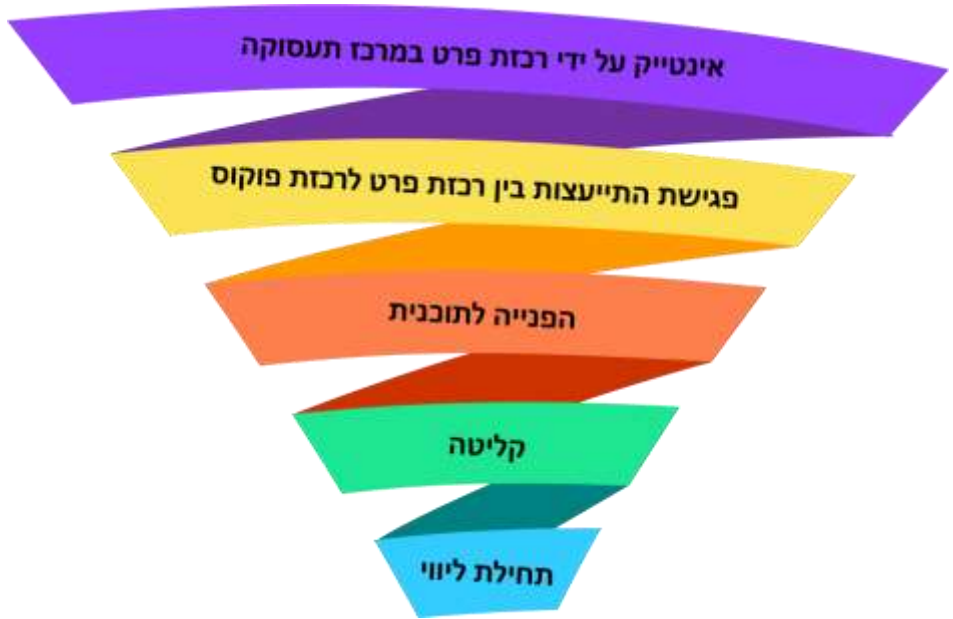 אינטייק על ידי רכזת פרט במרכז תעסוקה
פגישת התייעצות בין רכזת פרט לרכזת פוקוס
הפנייה לתוכנית
קליטה
תחילת ליווי